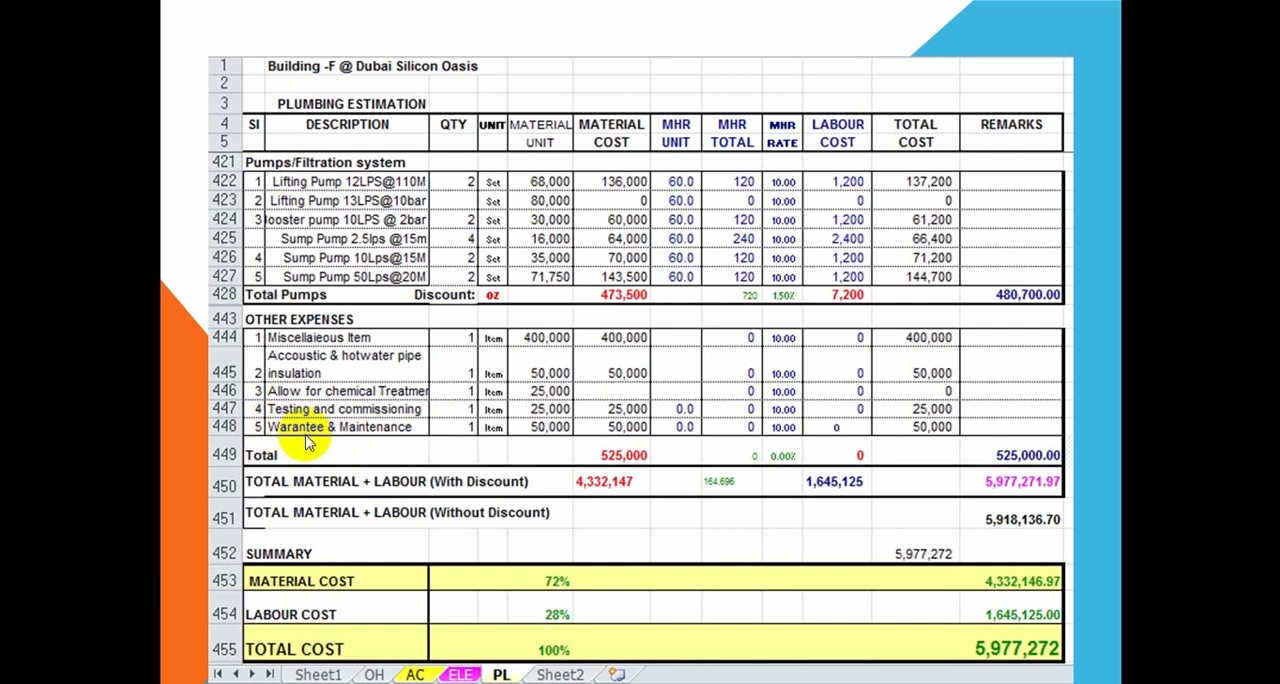 1 Building -F @ Dubai Silicon Oasis
2
3 PLUMBING ESTIMATION
4 SI DESCRIPTION QTY UNIT MATERIAL MATERIAL MHR MHR MHR LABOUR TOTAL REMARKS
5 UNIT COST UNIT TOTAL RATE COST COST
421 Pumps/Filtration system
422 1 Lifting Pump 12LPS@110M 2 Set 68,000 136,000 60.0 120 10.00 1,200 137,200
423 2 Lifting Pump 13LPS@10bar Set 80,000 0 60.0 0 10.00 0 0
424 3 ooster pump 10LPS @ 2bar 2 Set 30,000 60,000 60.0 120 10.00 1,200 61,200
425 Sump Pump 2.5lps @15m 4 Set 16,000 64,000 60.0 240 10.00 2,400 66,400
426 4 Sump Pump 10Lps@15M 2 Set 35,000 70,000 60.0 120 10.00 1,200 71,200
427 5 Sump Pump 50Lps@20M 2 Set 71,750 143,500 60.0 120 10.00 1,200 144,700
428 Total Pumps Discount: 0% 473,500 720 1.50% 7,200 480,700.00
443 OTHER EXPENSES
444 1 Miscellaieous Item 1 Item 400,000 400,000 0 10.00 0 400,000
Accoustic & hotwater pipe
445 2 insulation 1 Item 50,000 50,000 0 10.00 0 50,000
446 3 Allow for chemical Treatmer 1 Item 25,000 0 10.00 0 0
447 4 Testing and commissioning 1 Item 25,000 25,000 0.0 0 10.00 0 25,000
448 5 Warantee & Maintenance 1 Item 50,000 50,000 0.0 10.00 0 50,000
449 Total 525,000 0 0.00% 0 525,000.00
450 TOTAL MATERIAL + LABOUR (With Discount) 4,332,147 164,696 1,645,125 5,977,271.97
451 TOTAL MATERIAL + LABOUR (Without Discount) 5,918,136.70
452 SUMMARY 5,977,272
453 MATERIAL COST 72% 4,332,146.97
454 LABOUR COST 28% 1,645,125.00
455 TOTAL COST 100% 5,977,272
Sheet1 OH AC ELE PL Sheet2